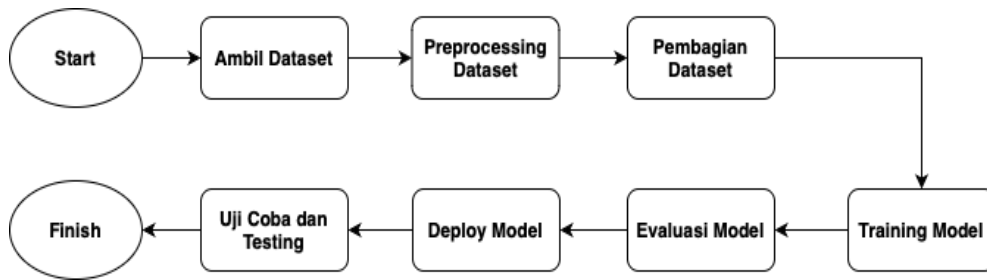 Start
Ambil Dataset
Preprocessing
Dataset
Pembagian
Dataset
Training Model
Evaluasi Model
Deploy Model
Uji Coba dan
Testing
Finish